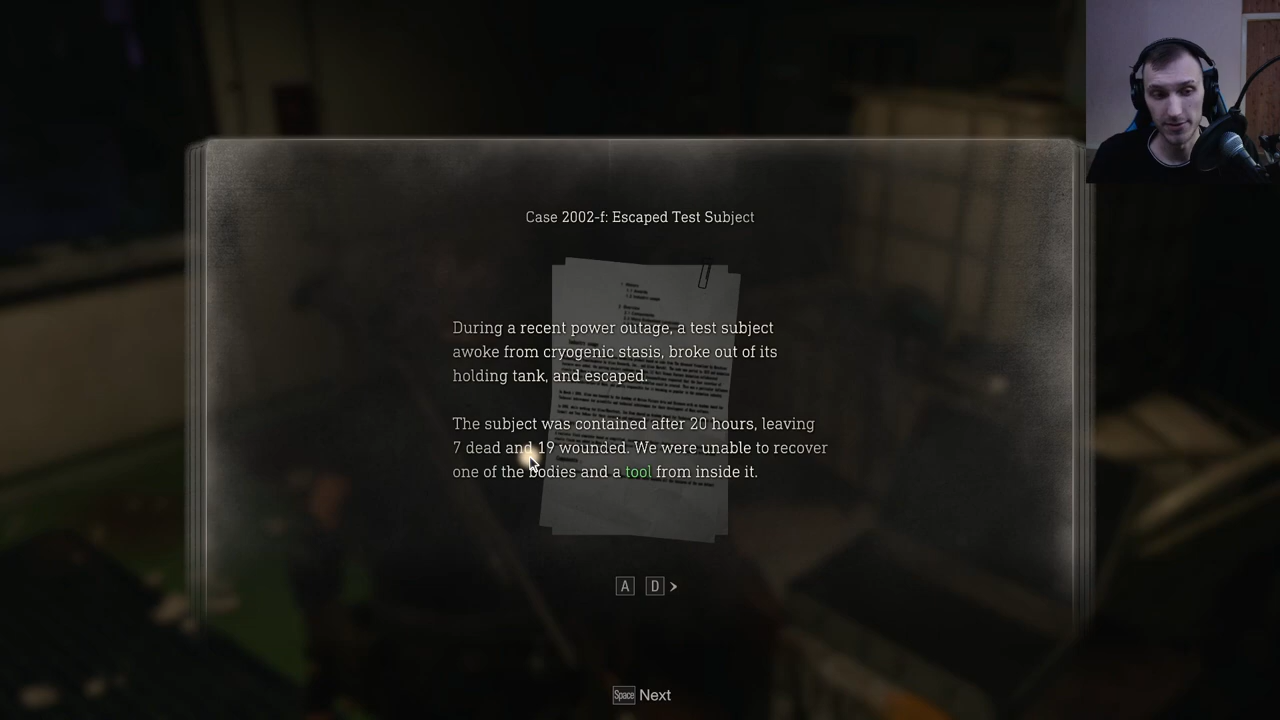 Case 2002-f: Escaped Test Subject
During a recent power outage, a test subject
awoke from cryogenic stasis, broke out of its
holding tank, and escaped.
The subject was contained after 20 hours, leaving
7 dead and 19 wounded. We were unable to recover
one of the bodies and a tool from inside it.
A D >
Space Next